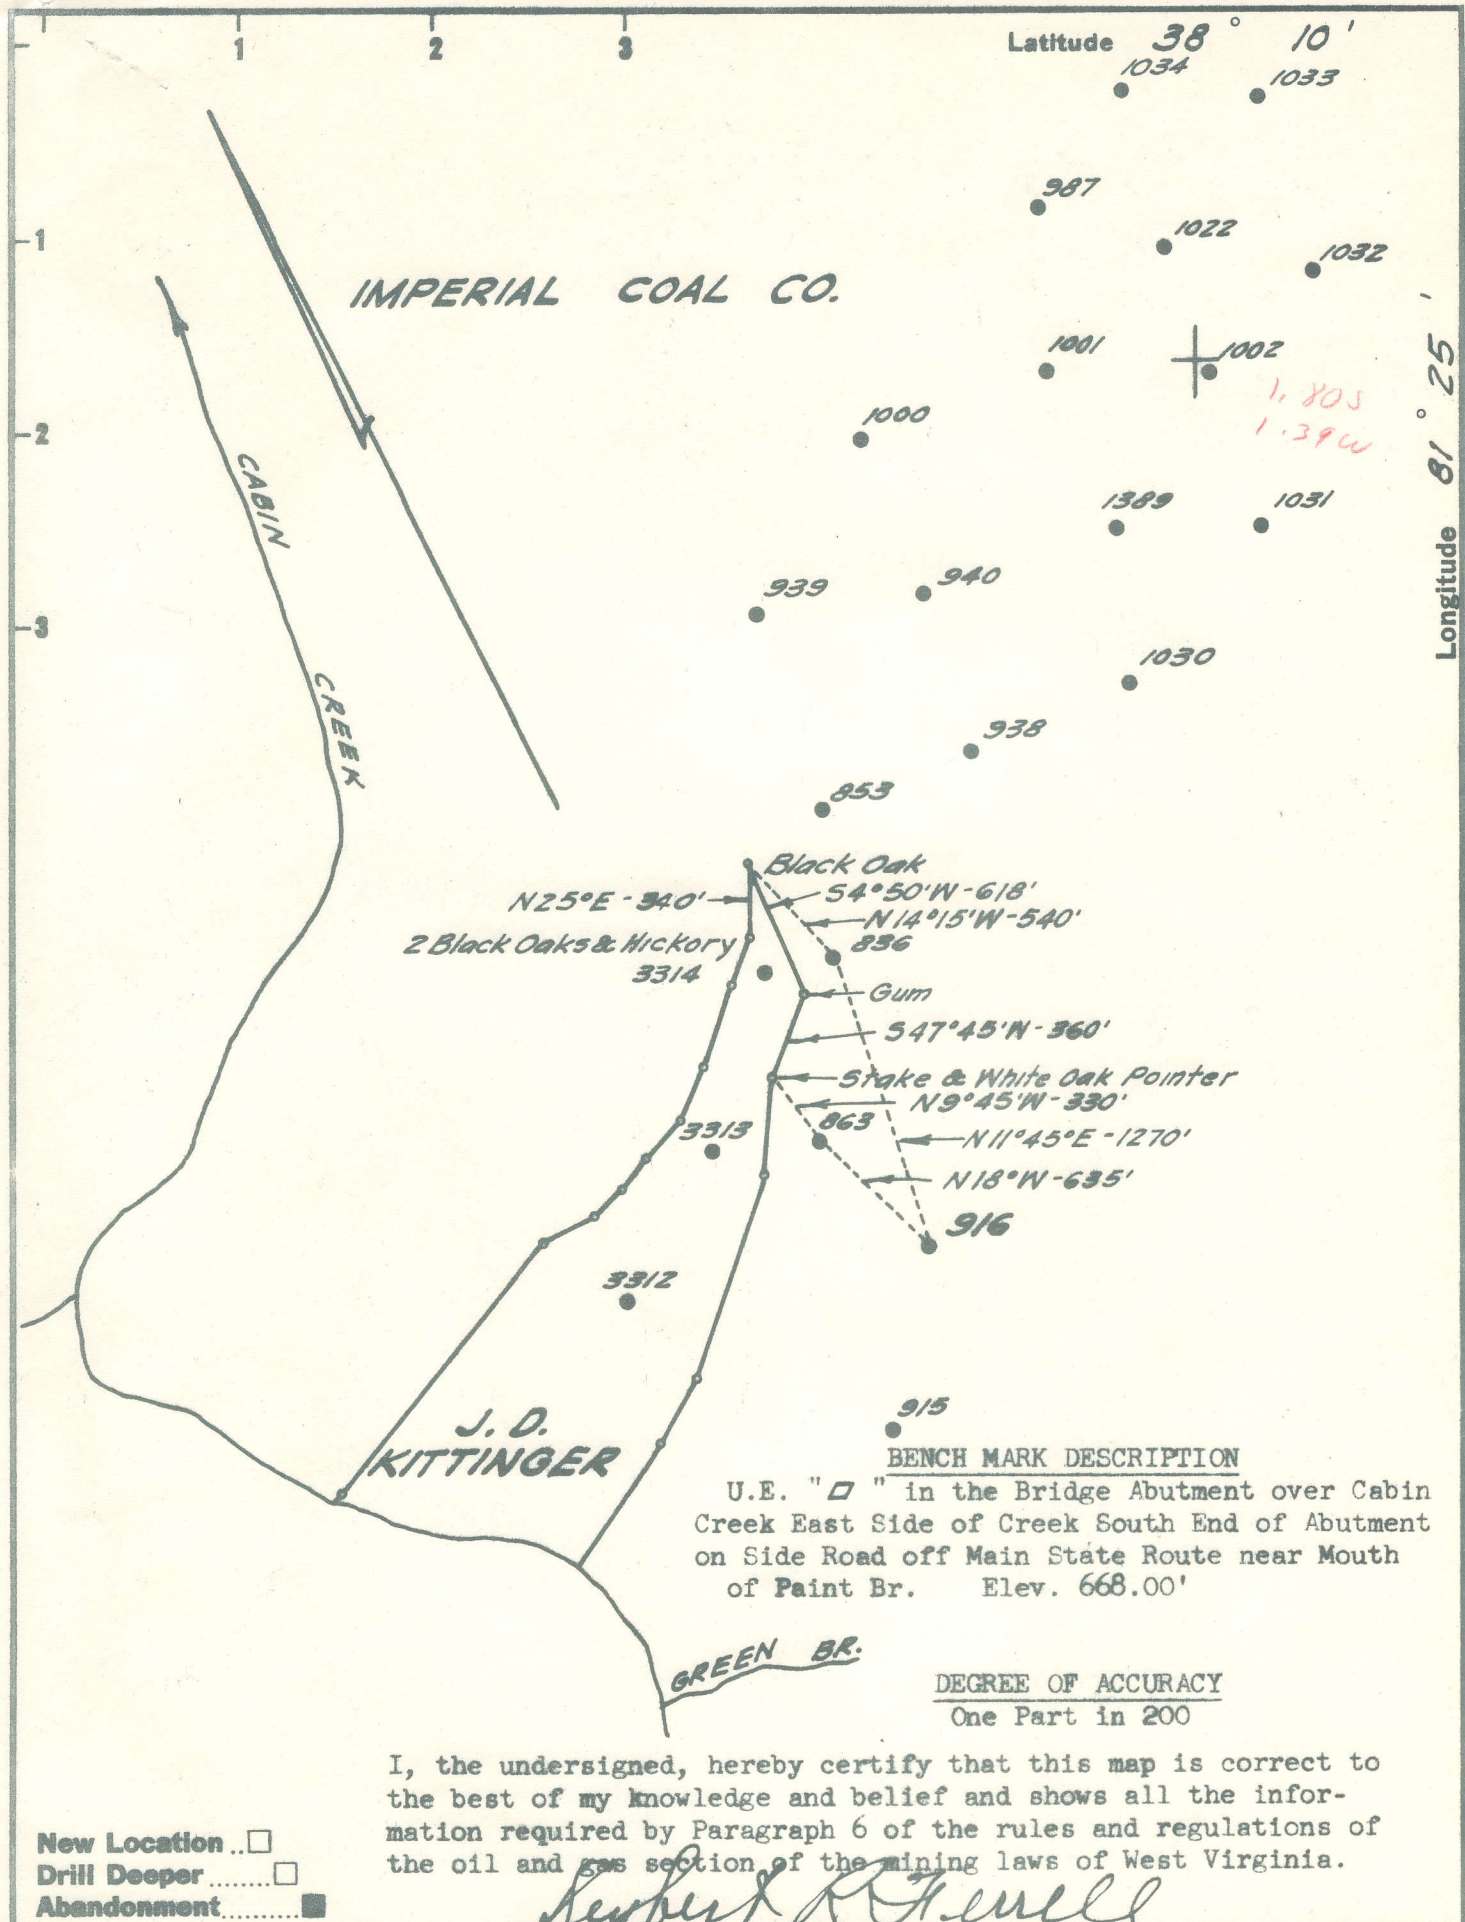 1 2 3
Latitude 38° 10'
1034 1033
987
1
1022
1032
IMPERIAL COAL CO.
1001
1002
Longitude 81° 25'
1.80S
1.39W
2
1000
CABIN
1389 1031
939 940
3
CREEK
1030
938
853
Black Oak
N25°E - 340' S4°50'W - 618'
N14°15'W - 540'
2 Black Oaks & Hickory 836
3314
Gum
S47°45'W - 360'
Stake & White Oak Pointer
N9°45'W - 330'
3313 863
N11°45'E - 1270'
N18°W - 635'
916
3312
915
J. D.
KITTINGER
BENCH MARK DESCRIPTION
U.E. "▱ " in the Bridge Abutment over Cabin
Creek East Side of Creek South End of Abutment
on Side Road off Main State Route near Mouth
of Paint Br. Elev. 668.00'
GREEN BR.
DEGREE OF ACCURACY
One Part in 200
I, the undersigned, hereby certify that this map is correct to
the best of my knowledge and belief and shows all the infor-
mation required by Paragraph 6 of the rules and regulations of
the oil and gas section of the mining laws of West Virginia.
New Location ..☐
Drill Deeper ........☐
Abandonment..........■
Herbert R Ferrell